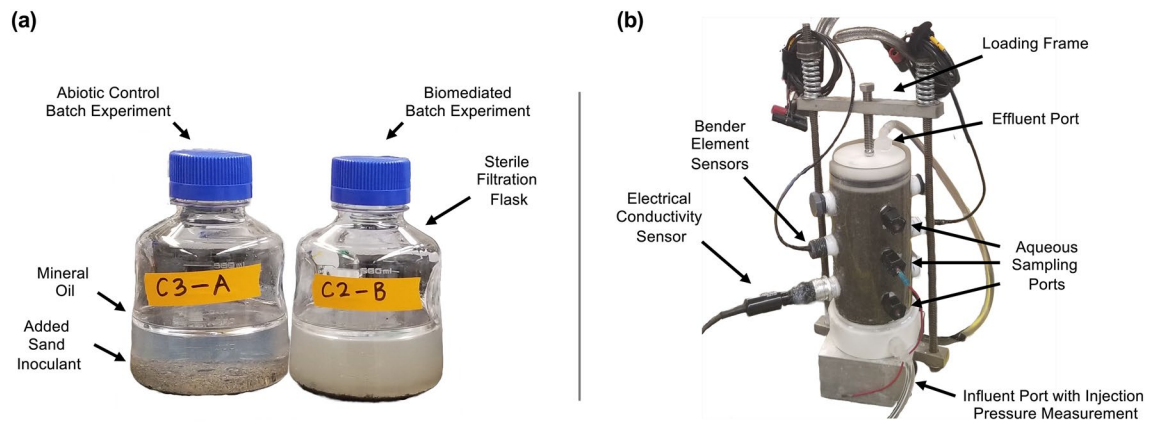 (a)
Abiotic Control
Batch Experiment
Biomediated
Batch Experiment
Sterile
Filtration
Flask
Mineral
Oil
Added
Sand
Inoculant
C3-A
C2-B
(b)
Loading Frame
Effluent Port
Bender
Element
Sensors
Electrical
Conductivity
Sensor
Aqueous
Sampling
Ports
Influent Port with Injection
Pressure Measurement